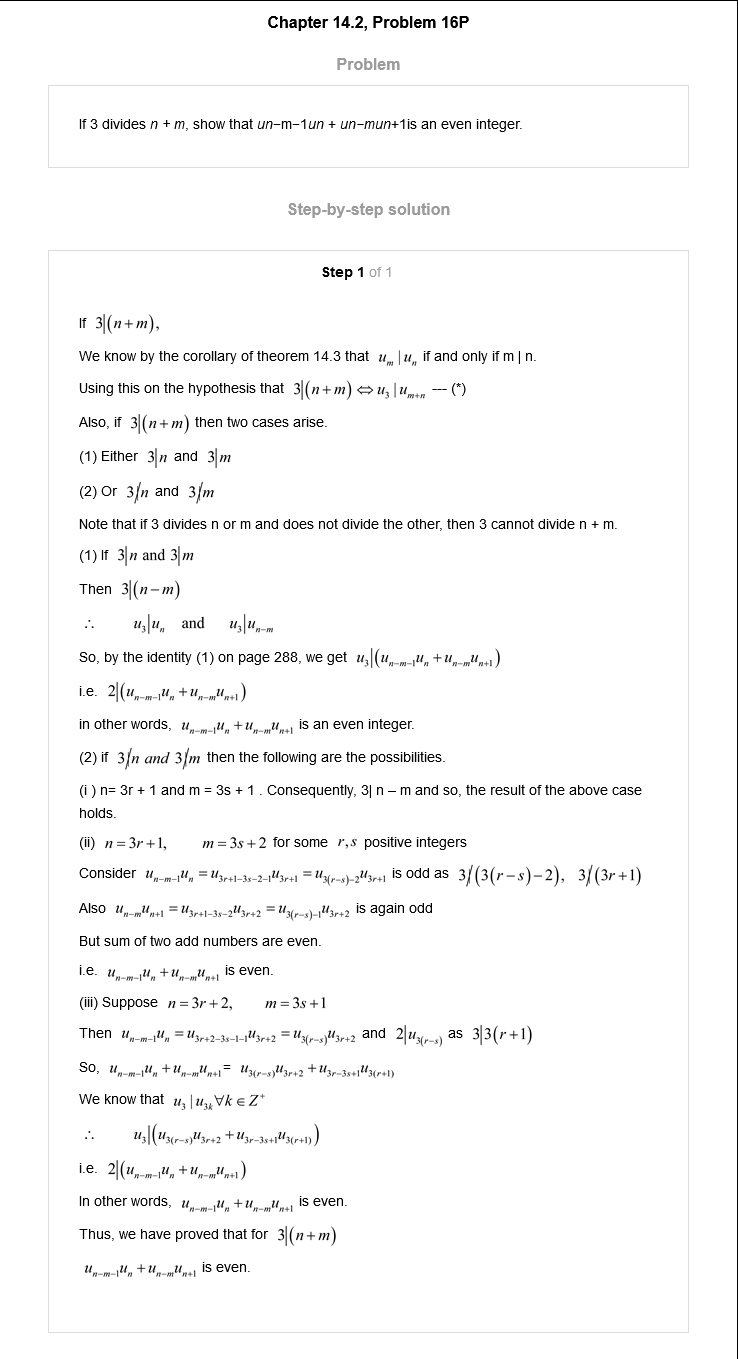 Chapter 14.2, Problem 16P
Problem
If 3 divides n + m, show that un−m−1un + un−mun+1is an even integer.
Step-by-step solution
Step 1 of 1
If 3|(n+m),
We know by the corollary of theorem 14.3 that u_m | u_n if and only if m | n.
Using this on the hypothesis that 3|(n+m) ⇔ u_3 | u_{m+n} --- (*)
Also, if 3|(n+m) then two cases arise.
(1) Either 3|n and 3|m
(2) Or 3∤n and 3∤m
Note that if 3 divides n or m and does not divide the other, then 3 cannot divide n + m.
(1) If 3|n and 3|m
Then 3|(n−m)
∴ u_3|u_n and u_3|u_{n−m}
So, by the identity (1) on page 288, we get u_3|(u_{n−m−1}u_n + u_{n−m}u_{n+1})
i.e. 2|(u_{n−m−1}u_n + u_{n−m}u_{n+1})
in other words, u_{n−m−1}u_n + u_{n−m}u_{n+1} is an even integer.
(2) if 3∤n and 3∤m then the following are the possibilities.
(i ) n= 3r + 1 and m = 3s + 1 . Consequently, 3| n – m and so, the result of the above case
holds.
(ii) n = 3r+1, m = 3s+2 for some r,s positive integers
Consider u_{n−m−1}u_n = u_{3r+1−3s−2−1}u_{3r+1} = u_{3(r−s)−2}u_{3r+1} is odd as 3∤(3(r−s)−2), 3∤(3r+1)
Also u_{n−m}u_{n+1} = u_{3r+1−3s−2}u_{3r+2} = u_{3(r−s)−1}u_{3r+2} is again odd
But sum of two add numbers are even.
i.e. u_{n−m−1}u_n + u_{n−m}u_{n+1} is even.
(iii) Suppose n = 3r+2, m = 3s+1
Then u_{n−m−1}u_n = u_{3r+2−3s−1−1}u_{3r+2} = u_{3(r−s)}u_{3r+2} and 2|u_{3(r−s)} as 3|3(r+1)
So, u_{n−m−1}u_n + u_{n−m}u_{n+1} = u_{3(r−s)}u_{3r+2} + u_{3r−3s+1}u_{3(r+1)}
We know that u_3 | u_{3k} ∀k ∈ Z^+
∴ u_3|(u_{3(r−s)}u_{3r+2} + u_{3r−3s+1}u_{3(r+1)})
i.e. 2|(u_{n−m−1}u_n + u_{n−m}u_{n+1})
In other words, u_{n−m−1}u_n + u_{n−m}u_{n+1} is even.
Thus, we have proved that for 3|(n+m)
u_{n−m−1}u_n + u_{n−m}u_{n+1} is even.